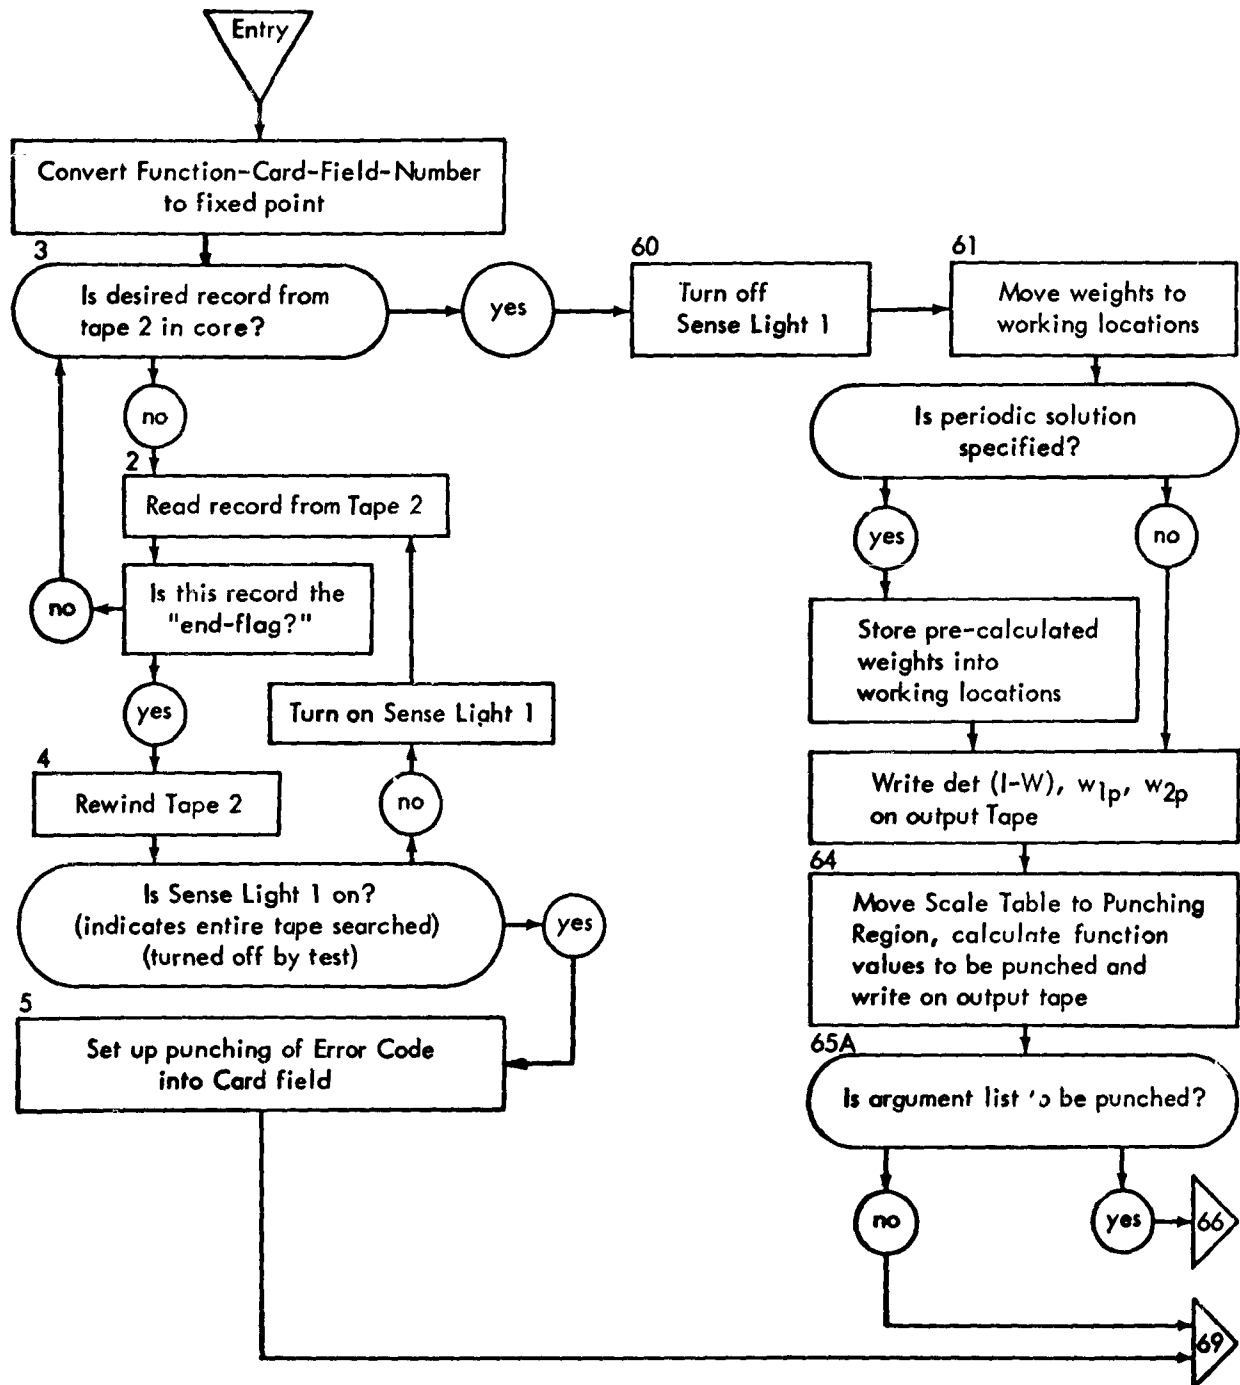 Entry
Convert Function-Card-Field-Number
to fixed point
3
Is desired record from
tape 2 in core?
yes
60
Turn off
Sense Light 1
61
Move weights to
working locations
no
2
Read record from Tape 2
Is this record the
"end-flag?"
no
yes
Turn on Sense Light 1
4
Rewind Tape 2
no
Is Sense Light 1 on?
(indicates entire tape searched)
(turned off by test)
yes
5
Set up punching of Error Code
into Card field
Is periodic solution
specified?
yes
no
Store pre-calculated
weights into
working locations
Write det (I-W), w1p, w2p
on output Tape
64
Move Scale Table to Punching
Region, calculate function
values to be punched and
write on output tape
65A
Is argument list to be punched?
no
yes
66
69